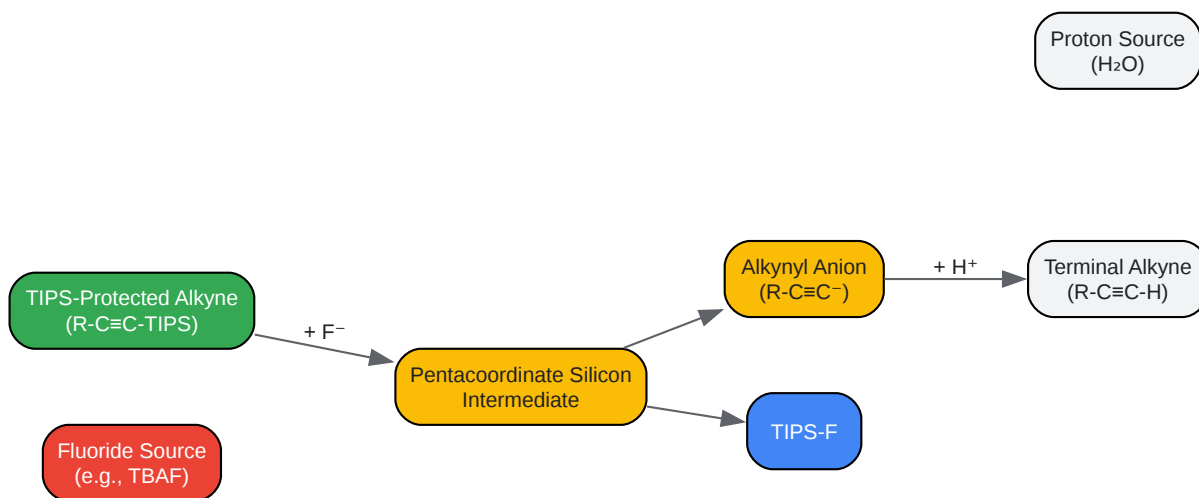 Proton Source
(H₂O)
TIPS-Protected Alkyne
(R-C≡C-TIPS)
+ F⁻
Pentacoordinate Silicon
Intermediate
Alkynyl Anion
(R-C≡C⁻)
+ H⁺
Terminal Alkyne
(R-C≡C-H)
TIPS-F
Fluoride Source
(e.g., TBAF)